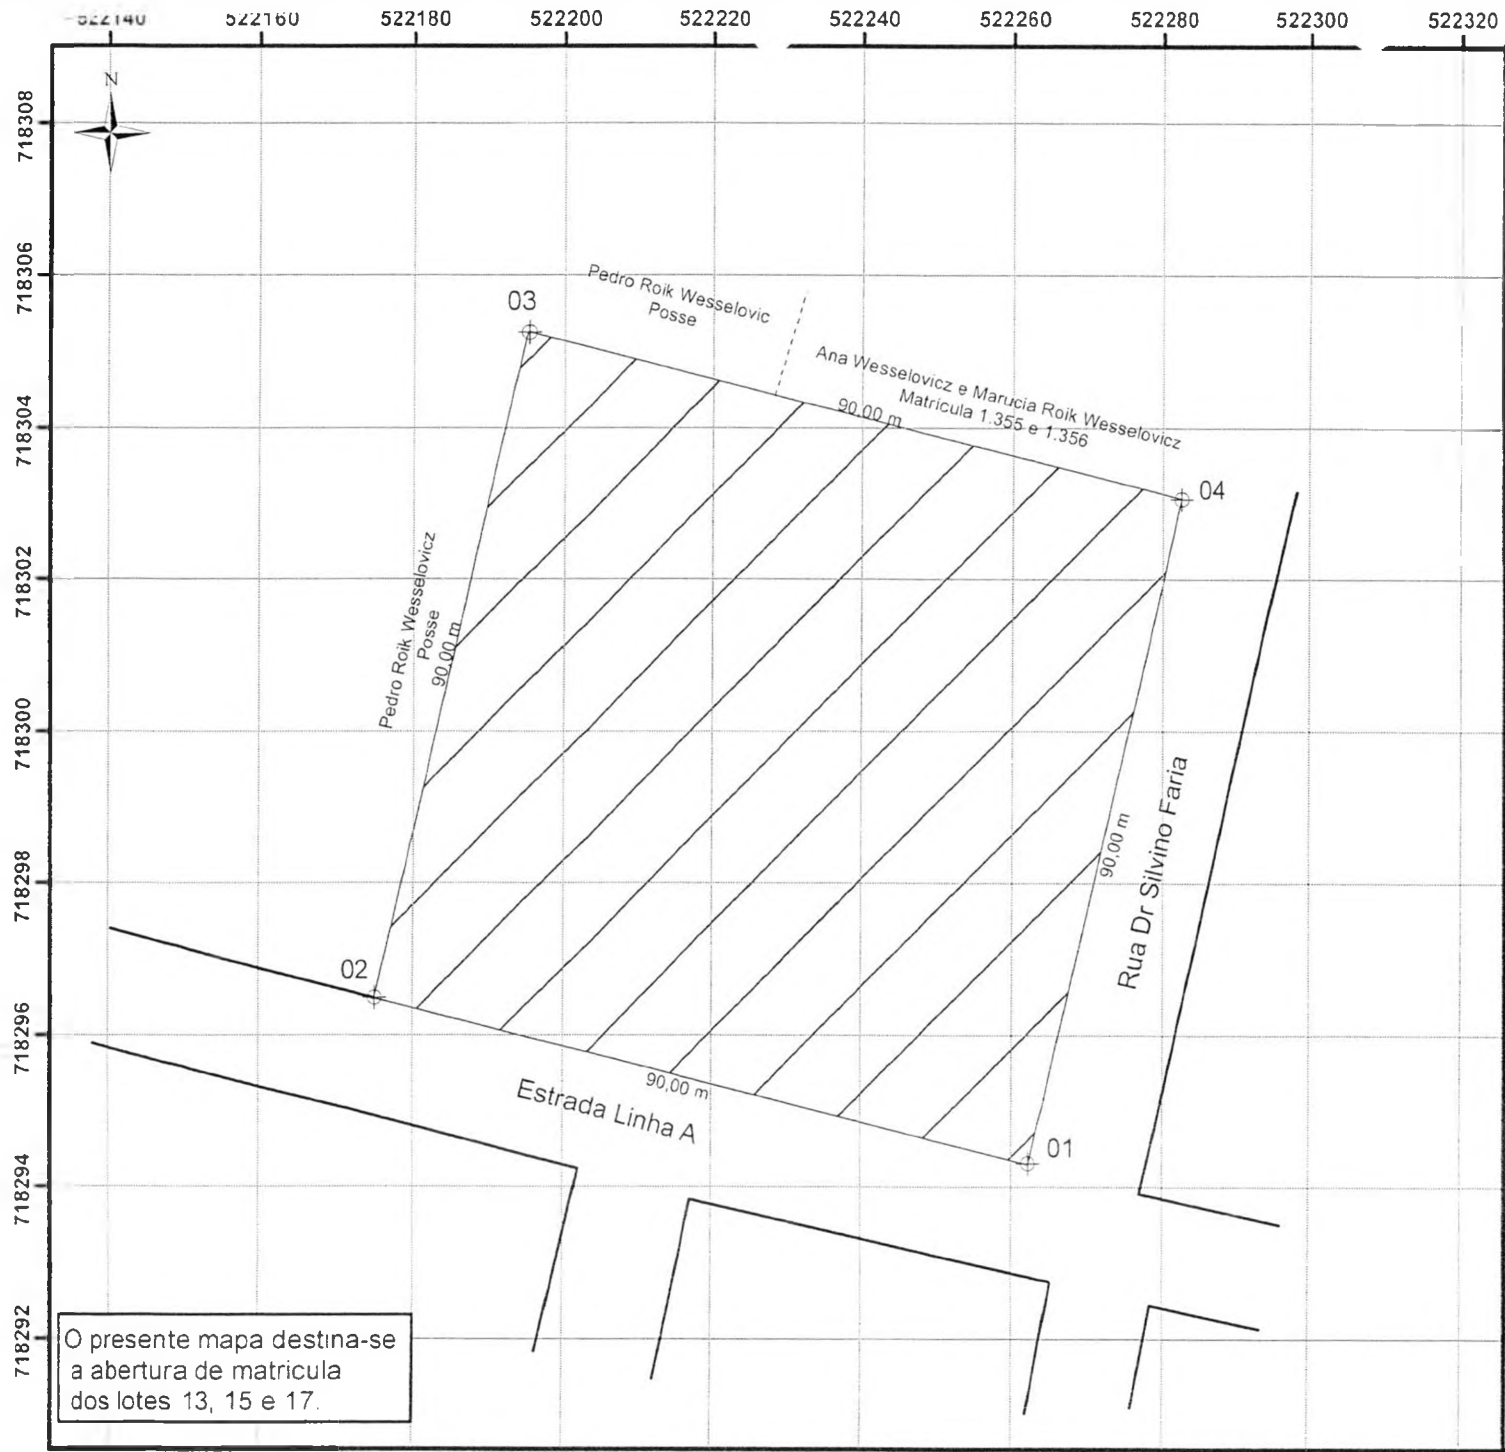 522140 522160 522180 522200 522220 522240 522260 522280 522300 522320
N
718308
718306
718304
718302
718300
718298
718296
718294
718292
03
Pedro Roik Wesselovic
Posse
Ana Wesselovicz e Marucia Roik Wesselovicz
Matrícula 1.355 e 1.356
90,00 m
04
Pedro Roik Wesselovicz
Posse
90,00 m
90,00 m
Rua Dr Silvino Faria
02
90,00 m
Estrada Linha A
01
O presente mapa destina-se
a abertura de matricula
dos lotes 13, 15 e 17.